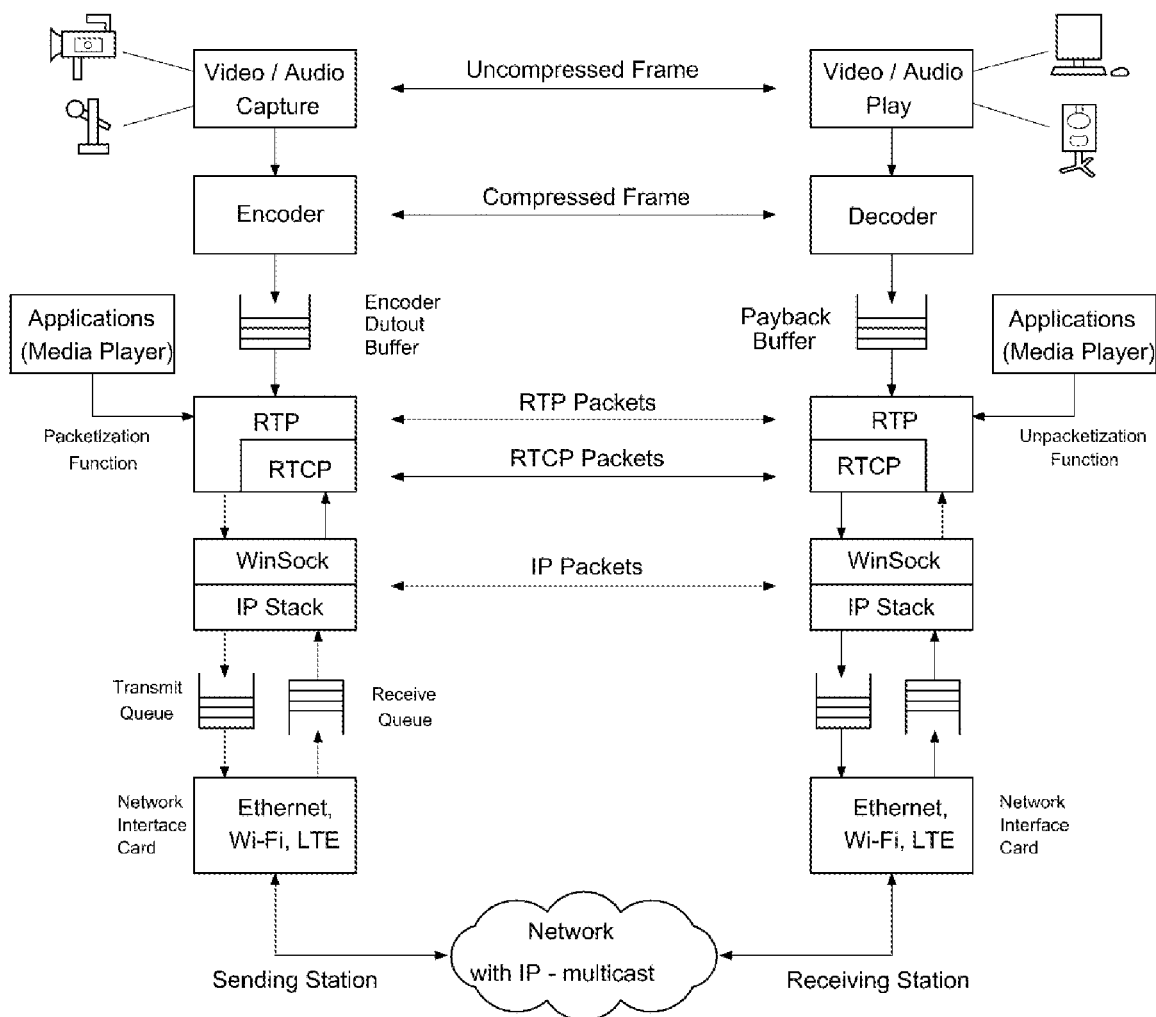 Video / Audio
Capture
Uncompressed Frame
Video / Audio
Play
Encoder
Compressed Frame
Decoder
Applications
(Media Player)
Encoder
Dutout
Buffer
Payback
Buffer
Applications
(Media Player)
Packetization
Function
RTP
RTCP
RTP Packets
RTCP Packets
RTP
RTCP
Unpacketization
Function
WinSock
IP Stack
IP Packets
WinSock
IP Stack
Transmit
Queue
Receive
Queue
Network
Intertace
Card
Ethernet,
Wi-Fi, LTE
Ethernet,
Wi-Fi, LTE
Network
Interface
Card
Network
with IP - multicast
Sending Station
Receiving Station